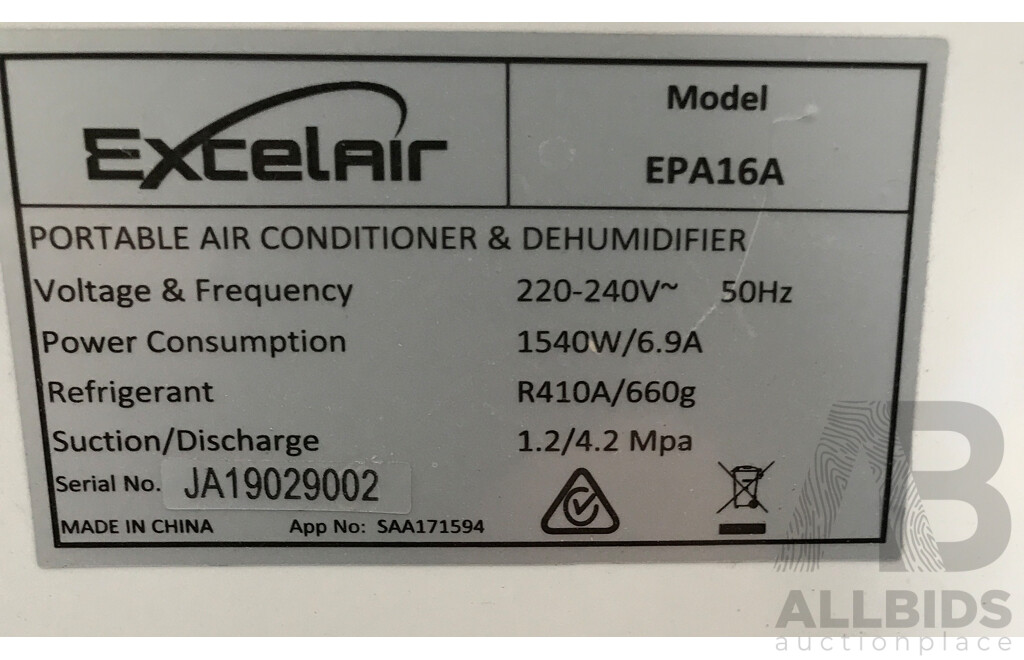 ExcelAir
Model
EPA16A
PORTABLE AIR CONDITIONER & DEHUMIDIFIER
Voltage & Frequency 220-240V~ 50Hz
Power Consumption 1540W/6.9A
Refrigerant R410A/660g
Suction/Discharge 1.2/4.2 Mpa
Serial No. JA19029002
MADE IN CHINA App No: SAA171594
AB
ALLBIDS
auctionplace